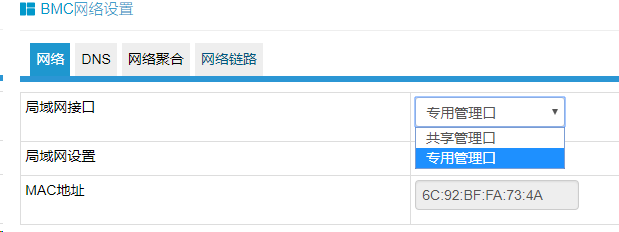 BMC网络设置
网络 DNS 网络聚合 网络链路
局域网接口 专用管理口
共享管理口
局域网设置 专用管理口
MAC地址 6C:92:BF:FA:73:4A